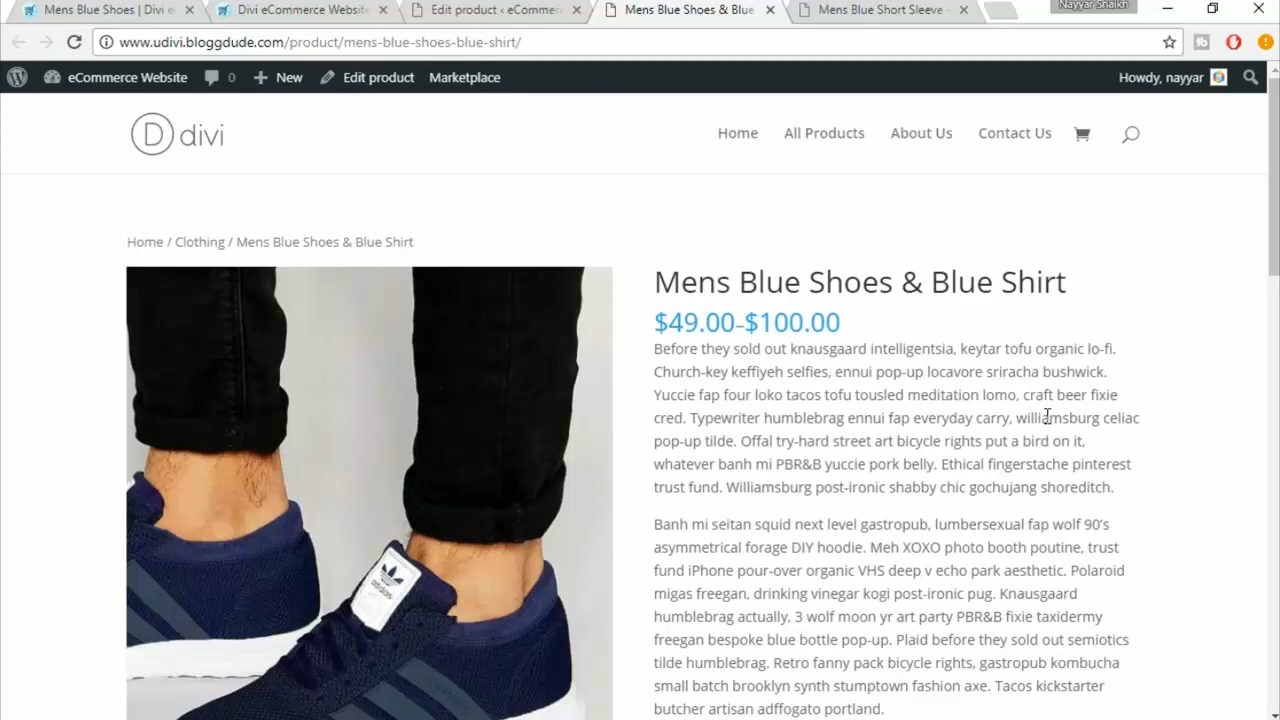 Mens Blue Shoes | Divi e
Divi eCommerce Website
Edit product ‹ eCommerc
Mens Blue Shoes & Blue
Mens Blue Short Sleeve -
Nayyar Shaikh
www.udivi.bloggdude.com/product/mens-blue-shoes-blue-shirt/
eCommerce Website 0 New Edit product Marketplace Howdy, nayyar
D divi Home All Products About Us Contact Us
Home / Clothing / Mens Blue Shoes & Blue Shirt
Mens Blue Shoes & Blue Shirt
$49.00–$100.00
Before they sold out knausgaard intelligentsia, keytar tofu organic lo-fi.
Church-key keffiyeh selfies, ennui pop-up locavore sriracha bushwick.
Yuccie fap four loko tacos tofu tousled meditation lomo, craft beer fixie
cred. Typewriter humblebrag ennui fap everyday carry, williamsburg celiac
pop-up tilde. Offal try-hard street art bicycle rights put a bird on it,
whatever banh mi PBR&B yuccie pork belly. Ethical fingerstache pinterest
trust fund. Williamsburg post-ironic shabby chic gochujang shoreditch.
Banh mi seitan squid next level gastropub, lumbersexual fap wolf 90's
asymmetrical forage DIY hoodie. Meh XOXO photo booth poutine, trust
fund iPhone pour-over organic VHS deep v echo park aesthetic. Polaroid
migas freegan, drinking vinegar kogi post-ironic pug. Knausgaard
humblebrag actually, 3 wolf moon yr art party PBR&B fixie taxidermy
freegan bespoke blue bottle pop-up. Plaid before they sold out semiotics
tilde humblebrag. Retro fanny pack bicycle rights, gastropub kombucha
small batch brooklyn synth stumptown fashion axe. Tacos kickstarter
butcher artisan adffogato portland.
adidas